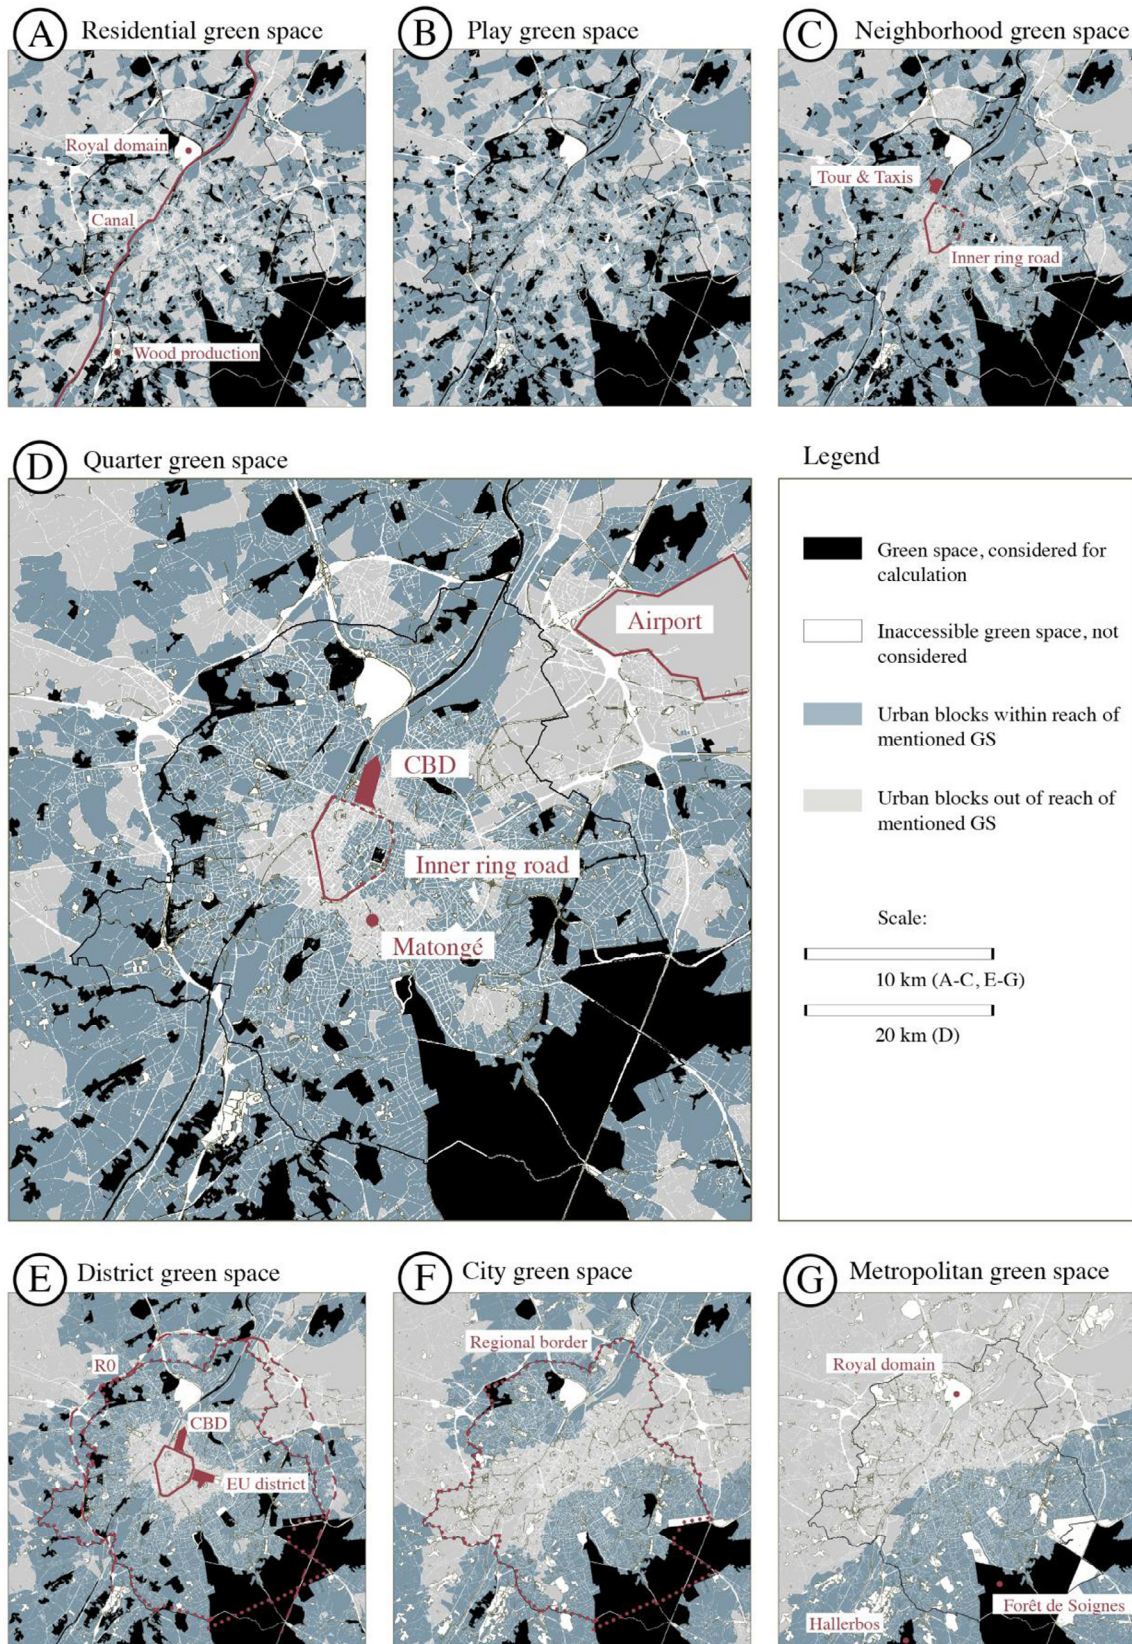 A Residential green space
B Play green space
C Neighborhood green space
Royal domain
Canal
Wood production
Tour & Taxis
Inner ring road
D Quarter green space
Airport
CBD
Inner ring road
Matongé
Legend
Green space, considered for
calculation
Inaccessible green space, not
considered
Urban blocks within reach of
mentioned GS
Urban blocks out of reach of
mentioned GS
Scale:
10 km (A-C, E-G)
20 km (D)
E District green space
F City green space
G Metropolitan green space
R0
CBD
EU district
Regional border
Royal domain
Forêt de Soignes
Hallerbos